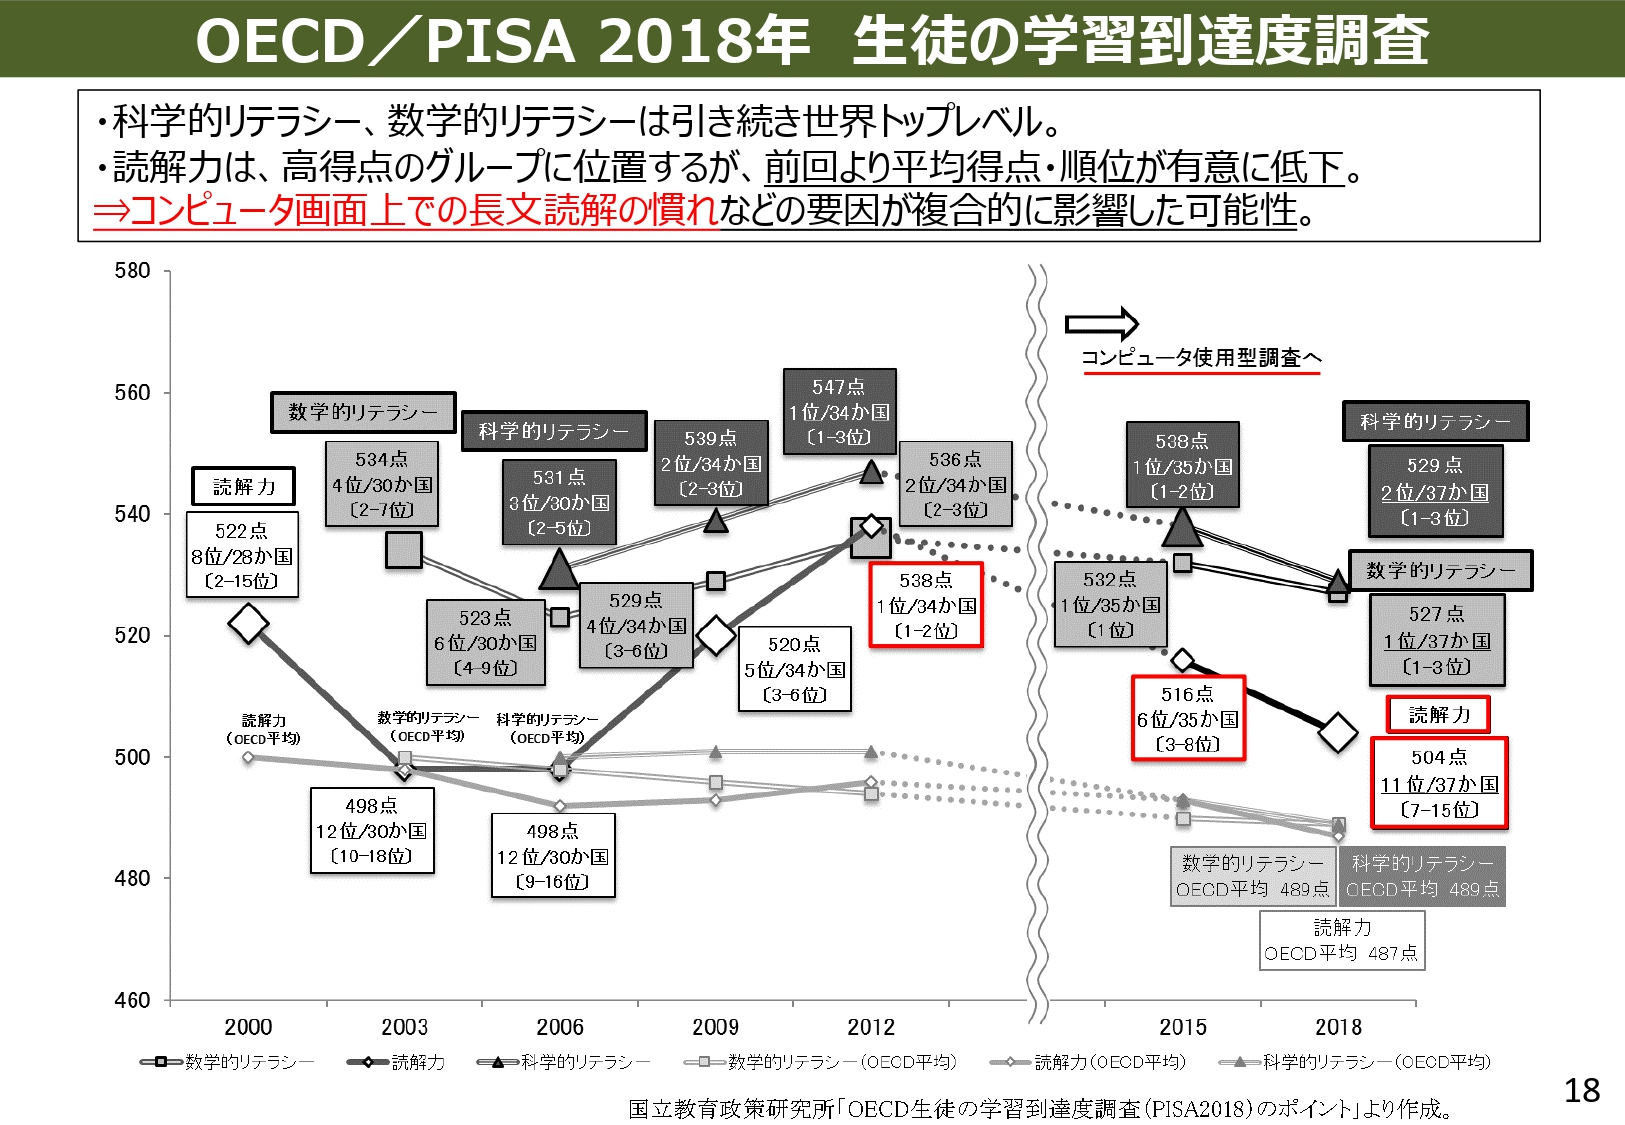 OECD／PISA 2018年　生徒の学習到達度調査
・科学的リテラシー、数学的リテラシーは引き続き世界トップレベル。
・読解力は、高得点のグループに位置するが、前回より平均得点・順位が有意に低下。
⇒コンピュータ画面上での長文読解の慣れなどの要因が複合的に影響した可能性。
580
560
540
520
500
480
460
コンピュータ使用型調査へ
読解力
522点
8位/28か国
〔2-15位〕
数学的リテラシー
534点
4位/30か国
〔2-7位〕
科学的リテラシー
531点
3位/30か国
〔2-5位〕
539点
2位/34か国
〔2-3位〕
547点
1位/34か国
〔1-3位〕
536点
2位/34か国
〔2-3位〕
523点
6位/30か国
〔4-9位〕
529点
4位/34か国
〔3-6位〕
520点
5位/34か国
〔3-6位〕
538点
1位/34か国
〔1-2位〕
498点
12位/30か国
〔10-18位〕
498点
12位/30か国
〔9-16位〕
読解力
（OECD平均）
数学的リテラシー
（OECD平均）
科学的リテラシー
（OECD平均）
538点
1位/35か国
〔1-2位〕
532点
1位/35か国
〔1位〕
516点
6位/35か国
〔3-8位〕
科学的リテラシー
529点
2位/37か国
〔1-3位〕
数学的リテラシー
527点
1位/37か国
〔1-3位〕
読解力
504点
11位/37か国
〔7-15位〕
数学的リテラシー
OECD平均 489点
科学的リテラシー
OECD平均 489点
読解力
OECD平均 487点
2000
2003
2006
2009
2012
2015
2018
数学的リテラシー
読解力
科学的リテラシー
数学的リテラシー（OECD平均）
読解力（OECD平均）
科学的リテラシー（OECD平均）
国立教育政策研究所「OECD生徒の学習到達度調査（PISA2018）のポイント」より作成。
18